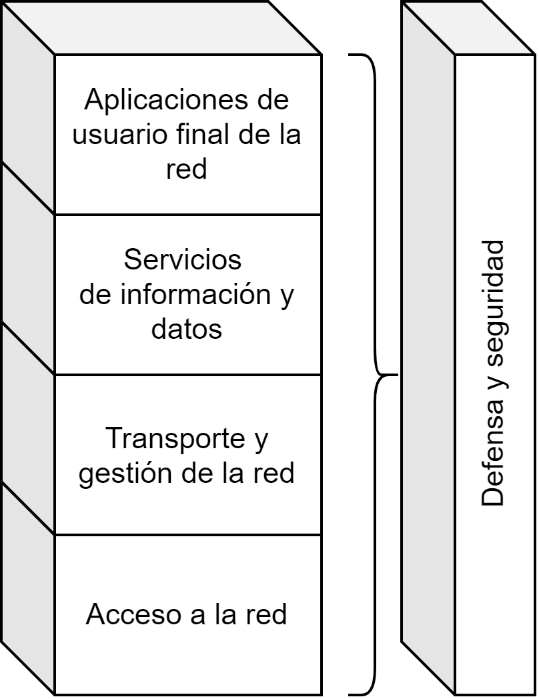 Aplicaciones de
usuario final de la
red
Servicios
de información y
datos
Transporte y
gestión de la red
Acceso a la red
Defensa y seguridad